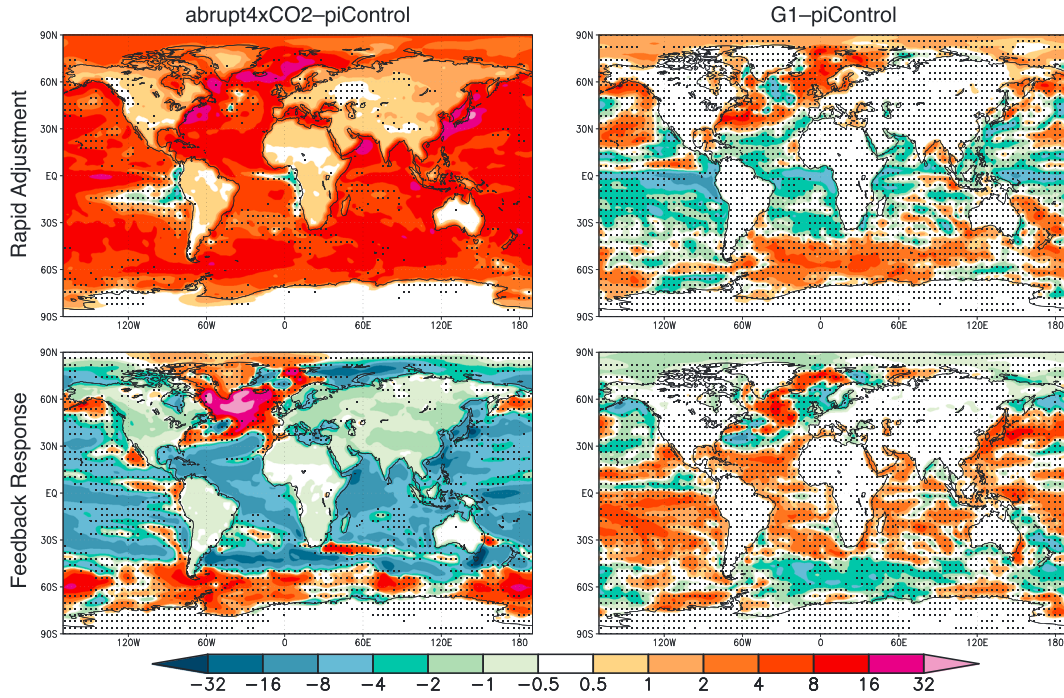 abrupt4xCO2–piControl
G1–piControl
Rapid Adjustment
90N
60N
30N
EQ
30S
60S
90S
120W
60W
0
60E
120E
180
90N
60N
30N
EQ
30S
60S
90S
120W
60W
0
60E
120E
180
Feedback Response
90N
60N
30N
EQ
30S
60S
90S
120W
60W
0
60E
120E
180
90N
60N
30N
EQ
30S
60S
90S
120W
60W
0
60E
120E
180
−32 −16 −8 −4 −2 −1 −0.5 0.5 1 2 4 8 16 32